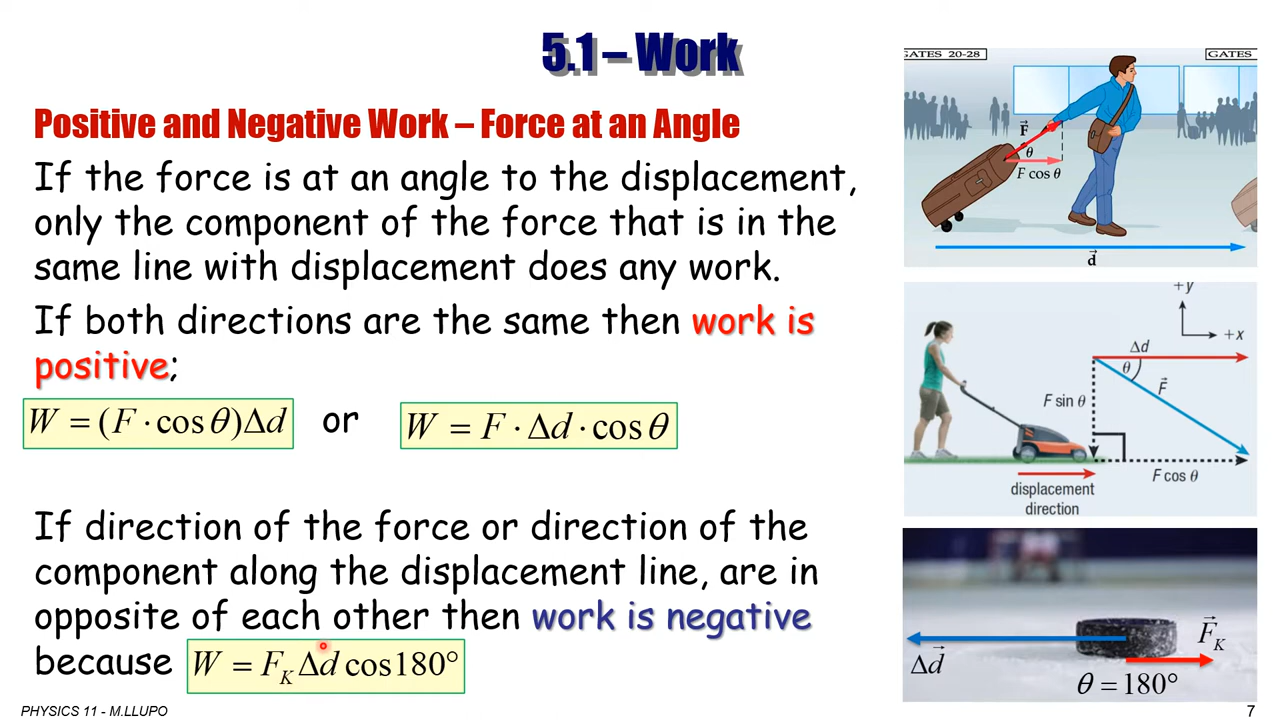 5.1 – Work
Positive and Negative Work – Force at an Angle
If the force is at an angle to the displacement,
only the component of the force that is in the
same line with displacement does any work.
If both directions are the same then work is
positive;
W = (F · cos θ)Δd or W = F · Δd · cos θ
If direction of the force or direction of the
component along the displacement line, are in
opposite of each other then work is negative
because W = F_K Δd cos180°
GATES 20-28
GATES
F⃗
θ
F cos θ
d⃗
+y
+x
Δd
θ
F⃗
F sin θ
F cos θ
displacement
direction
Δd⃗
F⃗_K
θ = 180°
PHYSICS 11 - M.LLUPO
7